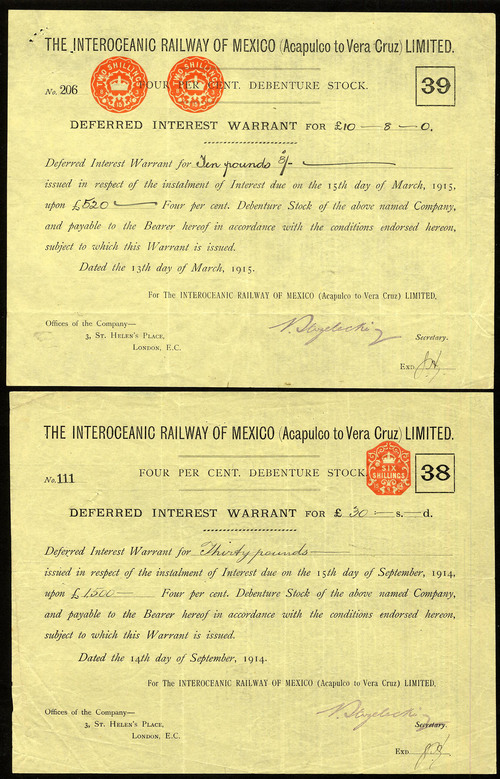 THE INTEROCEANIC RAILWAY OF MEXICO (Acapulco to Vera Cruz) LIMITED.
TWO SHILLINGS TWO SHILLINGS
No. 206 FOUR PER CENT. DEBENTURE STOCK. 39
DEFERRED INTEREST WARRANT FOR £10—8—0.
Deferred Interest Warrant for Ten pounds 8/-
issued in respect of the instalment of Interest due on the 15th day of March, 1915,
upon £520— Four per cent. Debenture Stock of the above named Company,
and payable to the Bearer hereof in accordance with the conditions endorsed hereon,
subject to which this Warrant is issued.
Dated the 13th day of March, 1915.
For The INTEROCEANIC RAILWAY OF MEXICO (Acapulco to Vera Cruz) LIMITED,
Offices of the Company—
3, St. Helen's Place,
London, E.C.
Secretary.
Exd
THE INTEROCEANIC RAILWAY OF MEXICO (Acapulco to Vera Cruz) LIMITED.
No. 111 FOUR PER CENT. DEBENTURE STOCK 38
SIX SHILLINGS
DEFERRED INTEREST WARRANT FOR £ 30 — s.— d.
Deferred Interest Warrant for Thirty pounds—
issued in respect of the instalment of Interest due on the 15th day of September, 1914,
upon £1500— Four per cent. Debenture Stock of the above named Company,
and payable to the Bearer hereof in accordance with the conditions endorsed hereon,
subject to which this Warrant is issued.
Dated the 14th day of September, 1914.
For The INTEROCEANIC RAILWAY OF MEXICO (Acapulco to Vera Cruz) LIMITED,
Offices of the Company—
3, St. Helen's Place,
London, E.C.
Secretary.
Exd